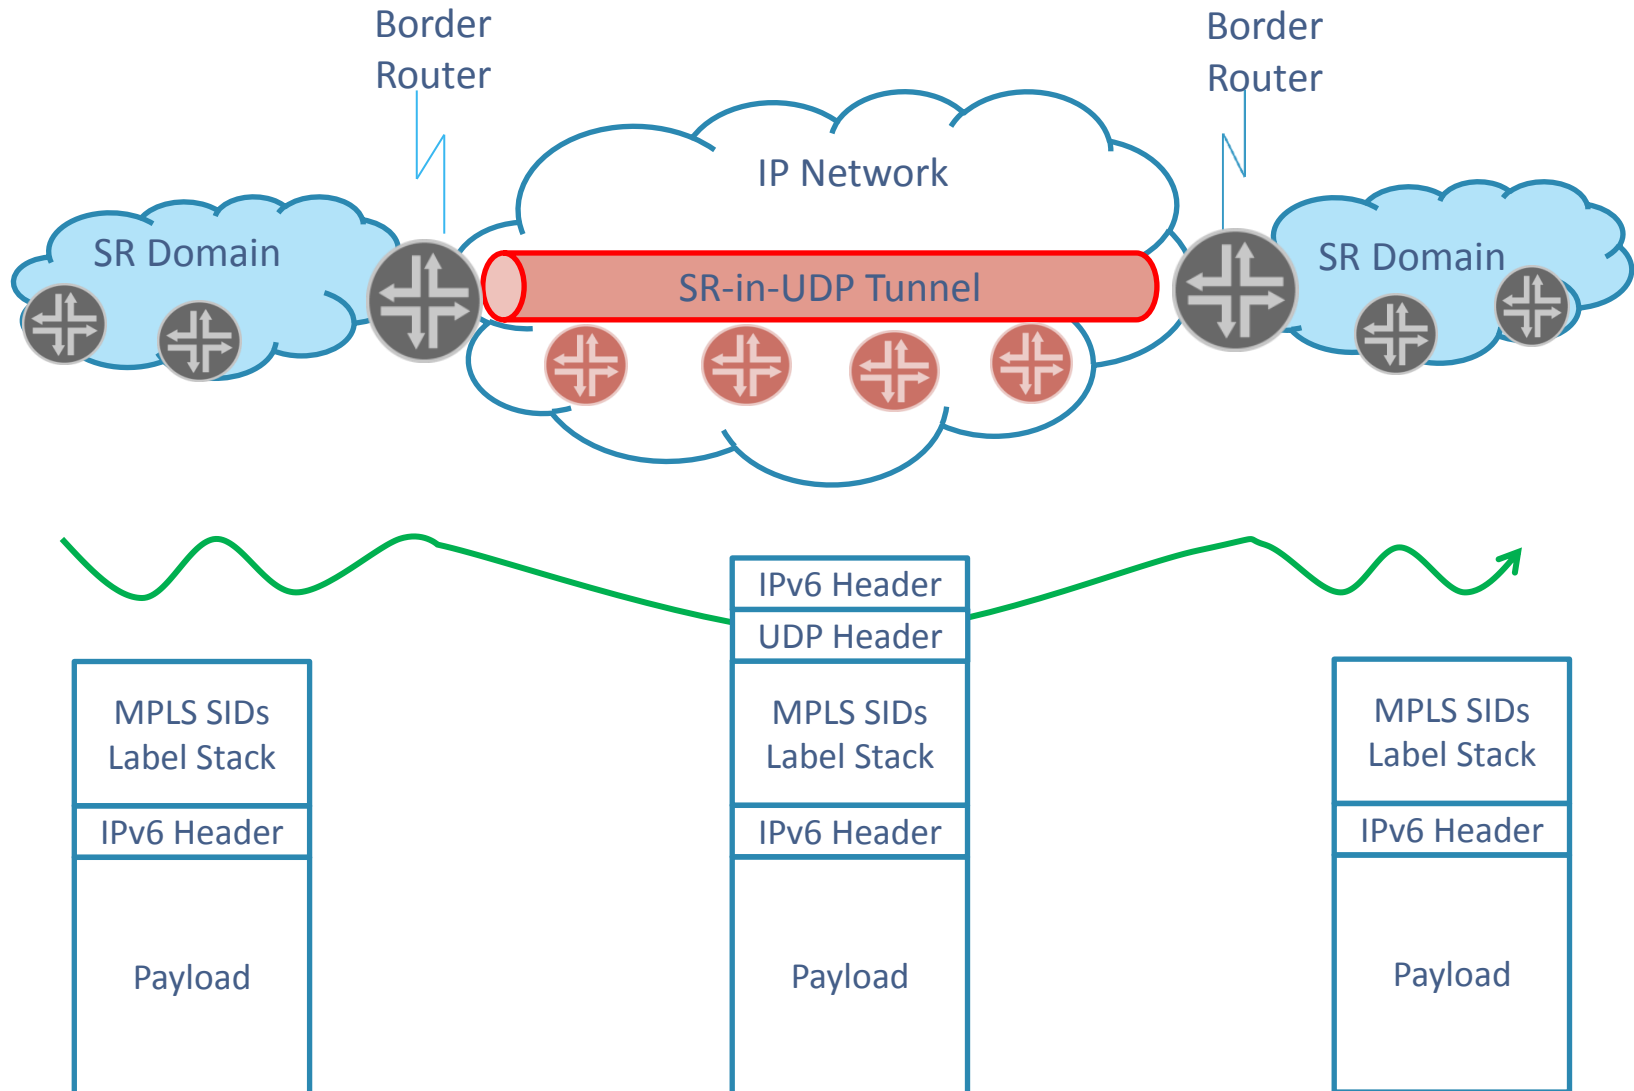 Border
Router
Border
Router
IP Network
SR Domain
SR-in-UDP Tunnel
SR Domain
IPv6 Header
UDP Header
MPLS SIDs
Label Stack
IPv6 Header
Payload
MPLS SIDs
Label Stack
IPv6 Header
Payload
MPLS SIDs
Label Stack
IPv6 Header
Payload